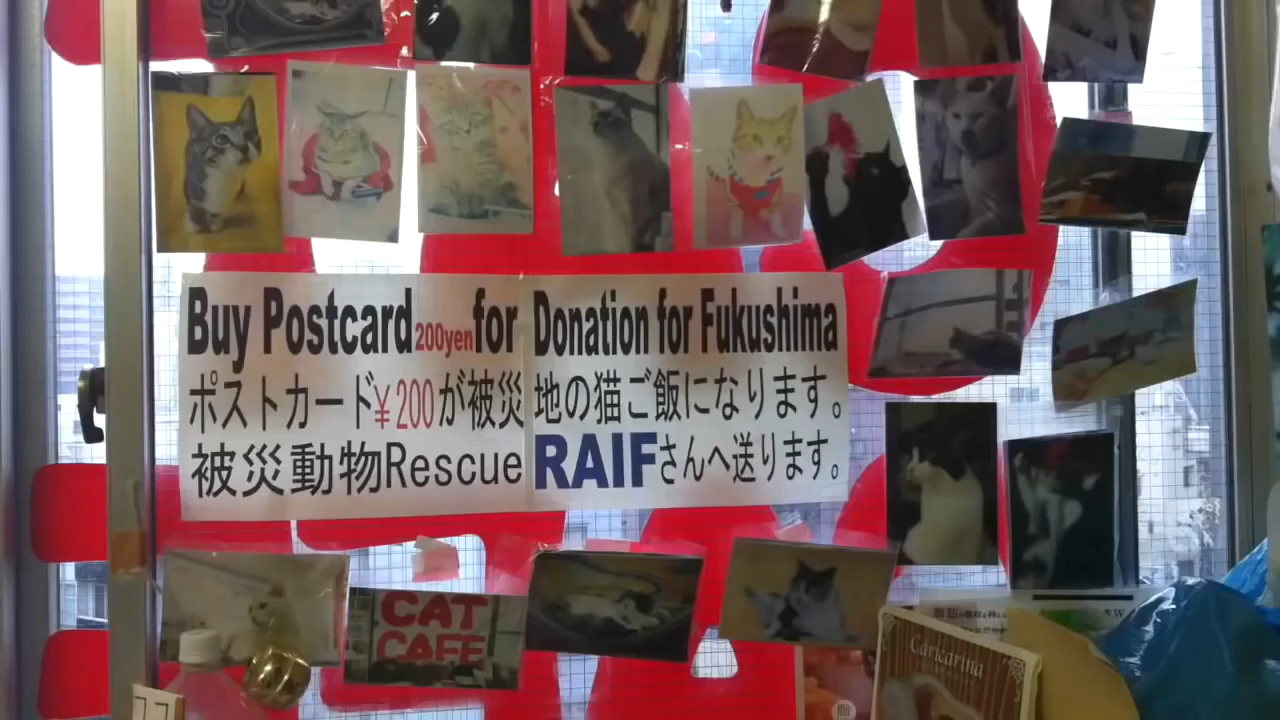 Buy Postcard 200yen for Donation for Fukushima
ポストカード¥200が被災地の猫ご飯になります。
被災動物Rescue RAIFさんへ送ります。
CAT
CAFE
Caricarina